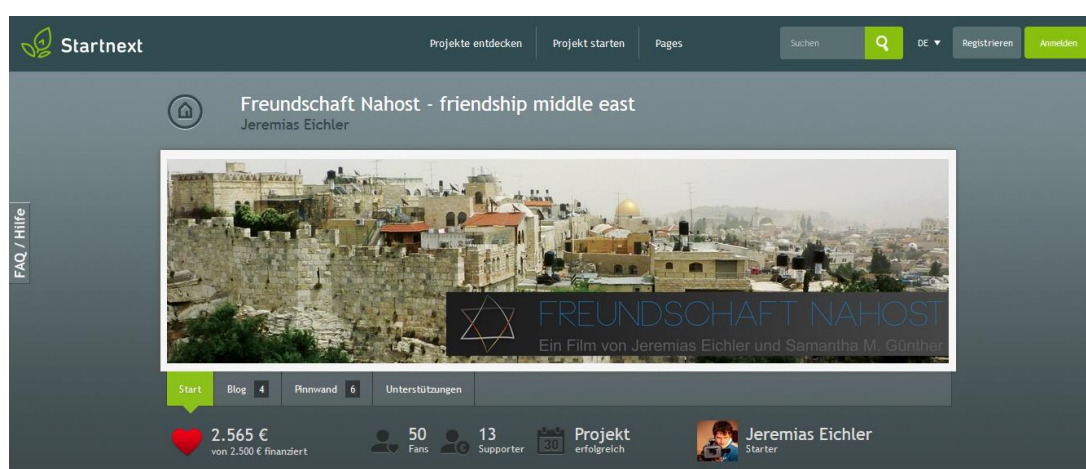 Startnext
Projekte entdecken
Projekt starten
Pages
Suchen
DE
Registrieren
Anmelden
Freundschaft Nahost - friendship middle east
Jeremias Eichler
FAQ / Hilfe
FREUNDSCHAFT NAHOST
Ein Film von Jeremias Eichler und Samantha M. Günther
Start
Blog 4
Pinnwand 6
Unterstützungen
2.565 €
von 2.500 € finanziert
50
Fans
13
Supporter
30
Projekt
erfolgreich
Jeremias Eichler
Starter